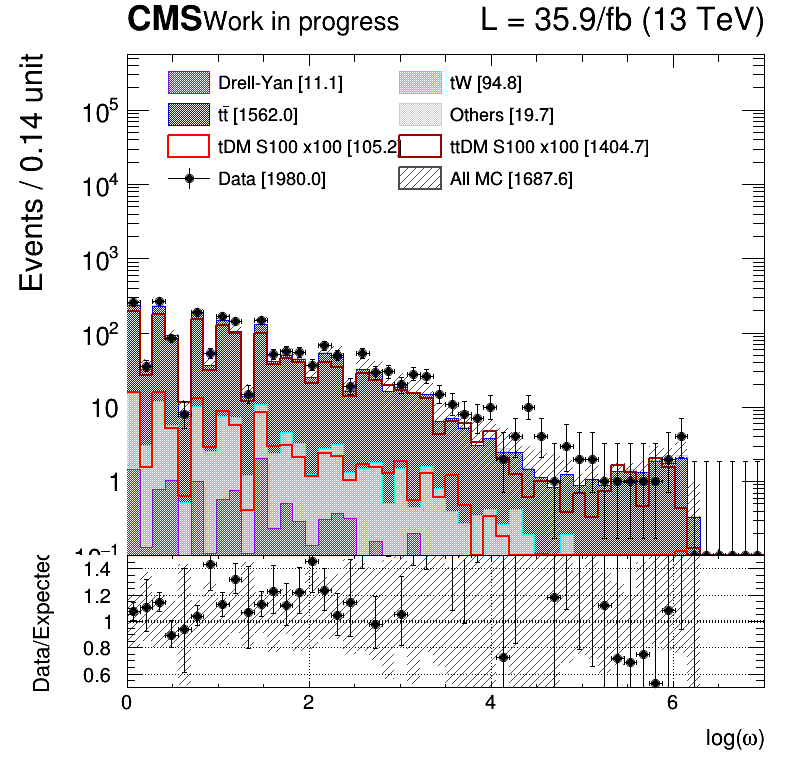 CMS Work in progress L = 35.9/fb (13 TeV)
Events / 0.14 unit
Drell-Yan [11.1] tW [94.8]
tt̄ [1562.0] Others [19.7]
tDM S100 x100 [105.2] ttDM S100 x100 [1404.7]
Data [1980.0] All MC [1687.6]
10⁵
10⁴
10³
10²
10
1
10⁻¹
Data/Expected
1.4
1.2
1
0.8
0.6
0 2 4 6
log(ω)